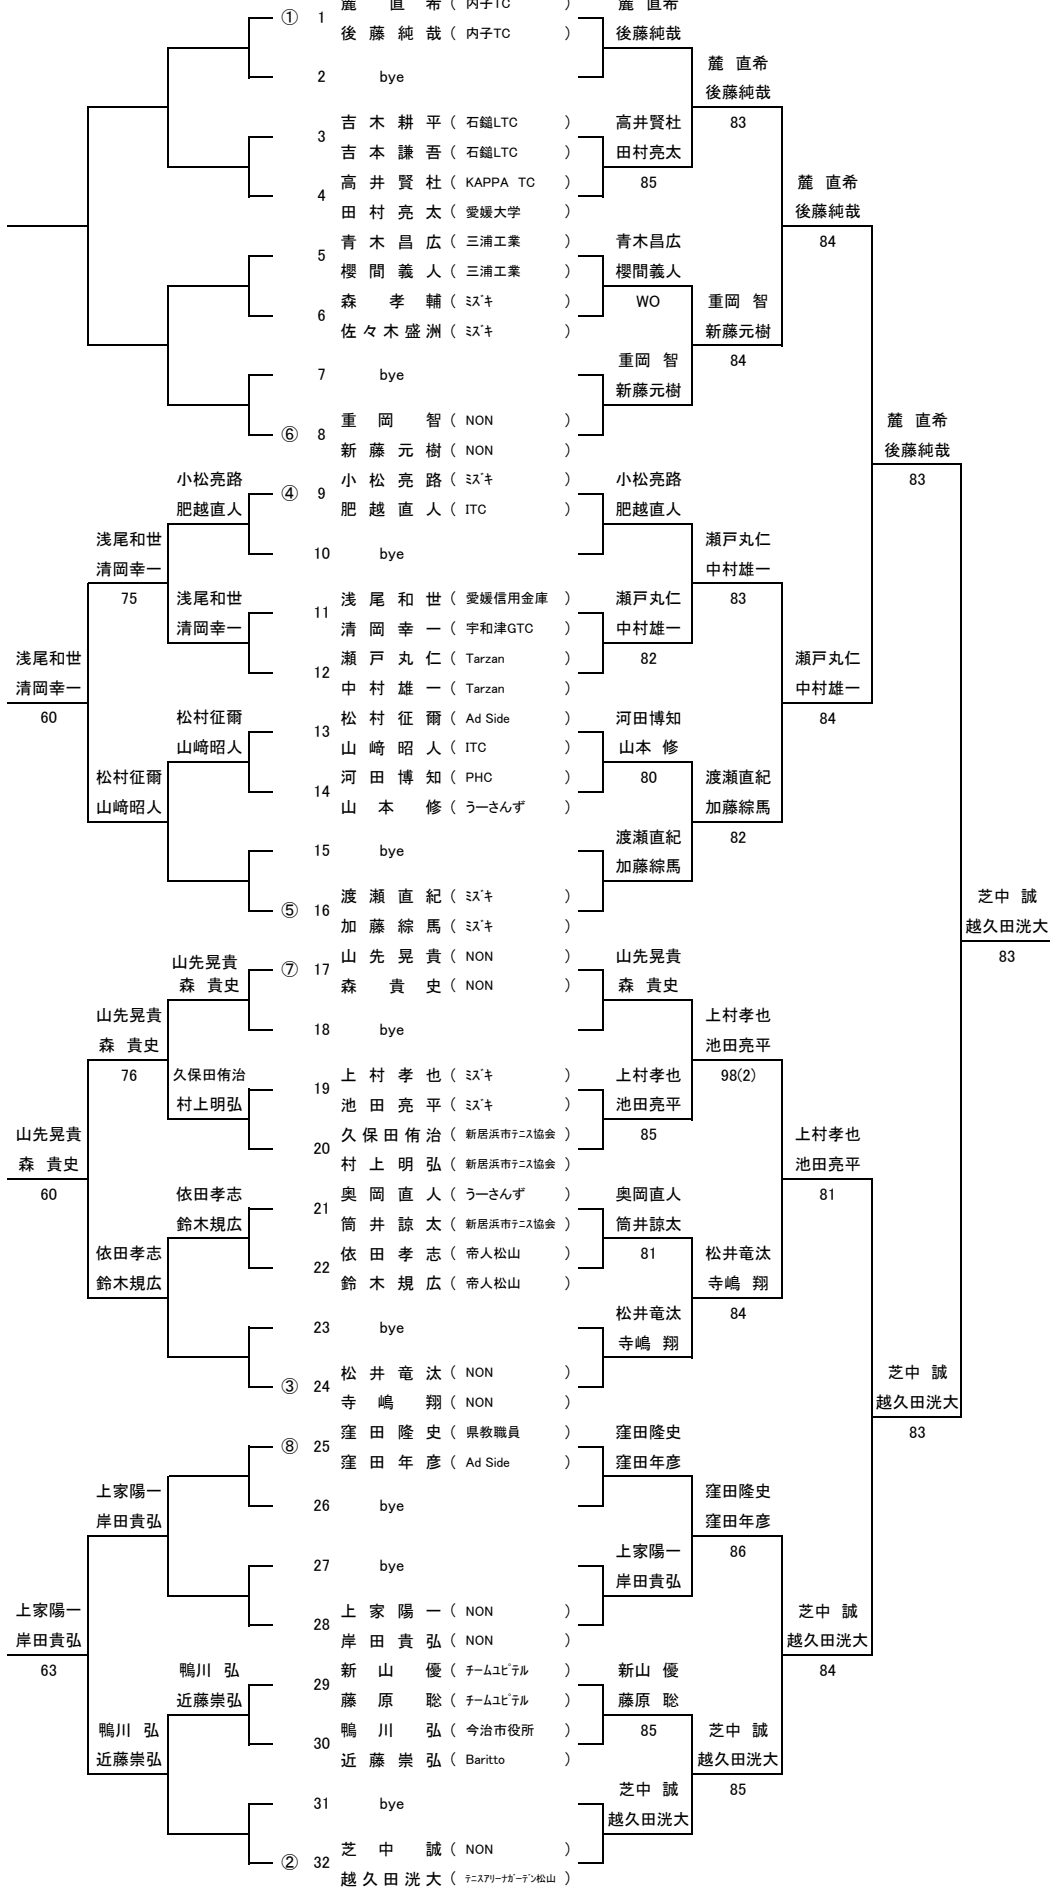 ① 1 麓 直 希 ( 内子TC ) 麓 直希
後 藤 純 哉 ( 内子TC ) 後藤純哉
麓 直希
2 bye
後藤純哉
3 吉 木 耕 平 ( 石鎚LTC ) 高井賢杜 83
吉 本 謙 吾 ( 石鎚LTC ) 田村亮太
4 高 井 賢 杜 ( KAPPA TC ) 85 麓 直希
田 村 亮 太 ( 愛媛大学 ) 後藤純哉
5 青 木 昌 広 ( 三浦工業 ) 青木昌広 84
櫻 間 義 人 ( 三浦工業 ) 櫻間義人
6 森 孝 輔 ( ミズキ ) WO 重岡 智
佐 々 木 盛 洲 ( ミズキ ) 新藤元樹
重岡 智 84
7 bye
新藤元樹
⑥ 8 重 岡 智 ( NON ) 麓 直希
新 藤 元 樹 ( NON ) 後藤純哉
小松亮路 ④ 9 小 松 亮 路 ( ミズキ ) 小松亮路 83
肥越直人 肥 越 直 人 ( ITC ) 肥越直人
浅尾和世 瀬戸丸仁
10 bye
清岡幸一 中村雄一
75 浅尾和世 11 浅 尾 和 世 ( 愛媛信用金庫 ) 瀬戸丸仁 83
清岡幸一 清 岡 幸 一 ( 宇和津GTC ) 中村雄一
浅尾和世 12 瀬 戸 丸 仁 ( Tarzan ) 82 瀬戸丸仁
清岡幸一 中 村 雄 一 ( Tarzan ) 中村雄一
60 松村征爾 13 松 村 征 爾 ( Ad Side ) 河田博知 84
山﨑昭人 山 﨑 昭 人 ( ITC ) 山本 修
松村征爾 14 河 田 博 知 ( PHC ) 80 渡瀬直紀
山﨑昭人 山 本 修 ( うーさんず ) 加藤綜馬
渡瀬直紀 82
15 bye
加藤綜馬
⑤ 16 渡 瀬 直 紀 ( ミズキ ) 芝中 誠
加 藤 綜 馬 ( ミズキ ) 越久田洸大
山先晃貴 ⑦ 17 山 先 晃 貴 ( NON ) 山先晃貴 83
森 貴史 森 貴 史 ( NON ) 森 貴史
山先晃貴 上村孝也
18 bye
森 貴史 池田亮平
76 久保田侑治 19 上 村 孝 也 ( ミズキ ) 上村孝也 98(2)
村上明弘 池 田 亮 平 ( ミズキ ) 池田亮平
山先晃貴 20 久 保 田 侑 治 ( 新居浜市テニス協会 ) 85 上村孝也
森 貴史 村 上 明 弘 ( 新居浜市テニス協会 ) 池田亮平
60 依田孝志 21 奥 岡 直 人 ( うーさんず ) 奥岡直人 81
鈴木規広 筒 井 諒 太 ( 新居浜市テニス協会 ) 筒井諒太
依田孝志 22 依 田 孝 志 ( 帝人松山 ) 81 松井竜汰
鈴木規広 鈴 木 規 広 ( 帝人松山 ) 寺嶋 翔
松井竜汰 84
23 bye
寺嶋 翔
③ 24 松 井 竜 汰 ( NON ) 芝中 誠
寺 嶋 翔 ( NON ) 越久田洸大
⑧ 25 窪 田 隆 史 ( 県教職員 ) 窪田隆史 83
窪 田 年 彦 ( Ad Side ) 窪田年彦
上家陽一 窪田隆史
26 bye
岸田貴弘 窪田年彦
上家陽一 86
27 bye
岸田貴弘
上家陽一 28 上 家 陽 一 ( NON ) 芝中 誠
岸田貴弘 岸 田 貴 弘 ( NON ) 越久田洸大
63 鴨川 弘 29 新 山 優 ( チームユピテル ) 新山 優 84
近藤崇弘 藤 原 聡 ( チームユピテル ) 藤原 聡
鴨川 弘 30 鴨 川 弘 ( 今治市役所 ) 85 芝中 誠
近藤崇弘 近 藤 崇 弘 ( Baritto ) 越久田洸大
芝中 誠 85
31 bye
越久田洸大
② 32 芝 中 誠 ( NON )
越 久 田 洸 大 ( テニスアリーナガーデン松山 )